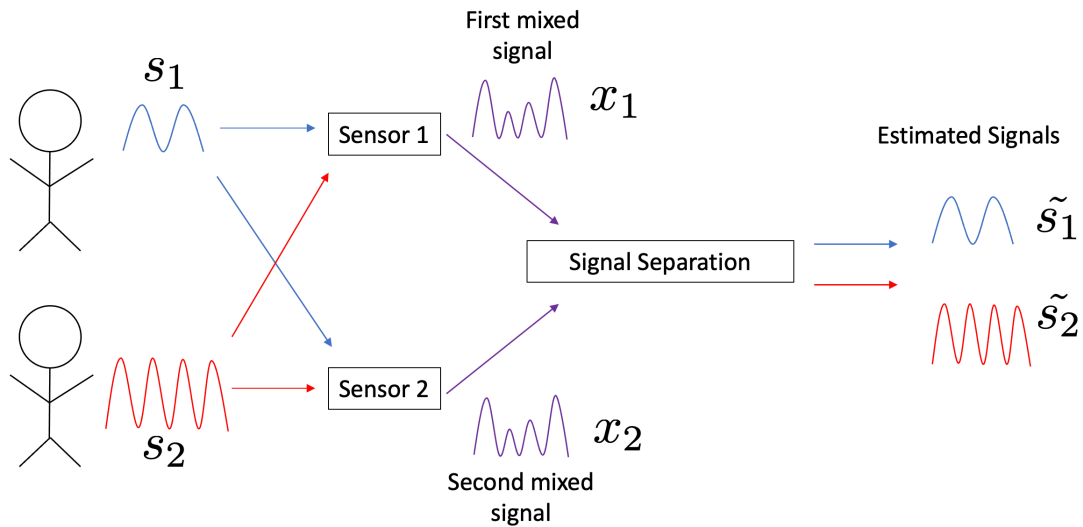 First mixed
signal
s₁
x₁
Sensor 1
Estimated Signals
s̃₁
Signal Separation
s̃₂
Sensor 2
s₂
x₂
Second mixed
signal